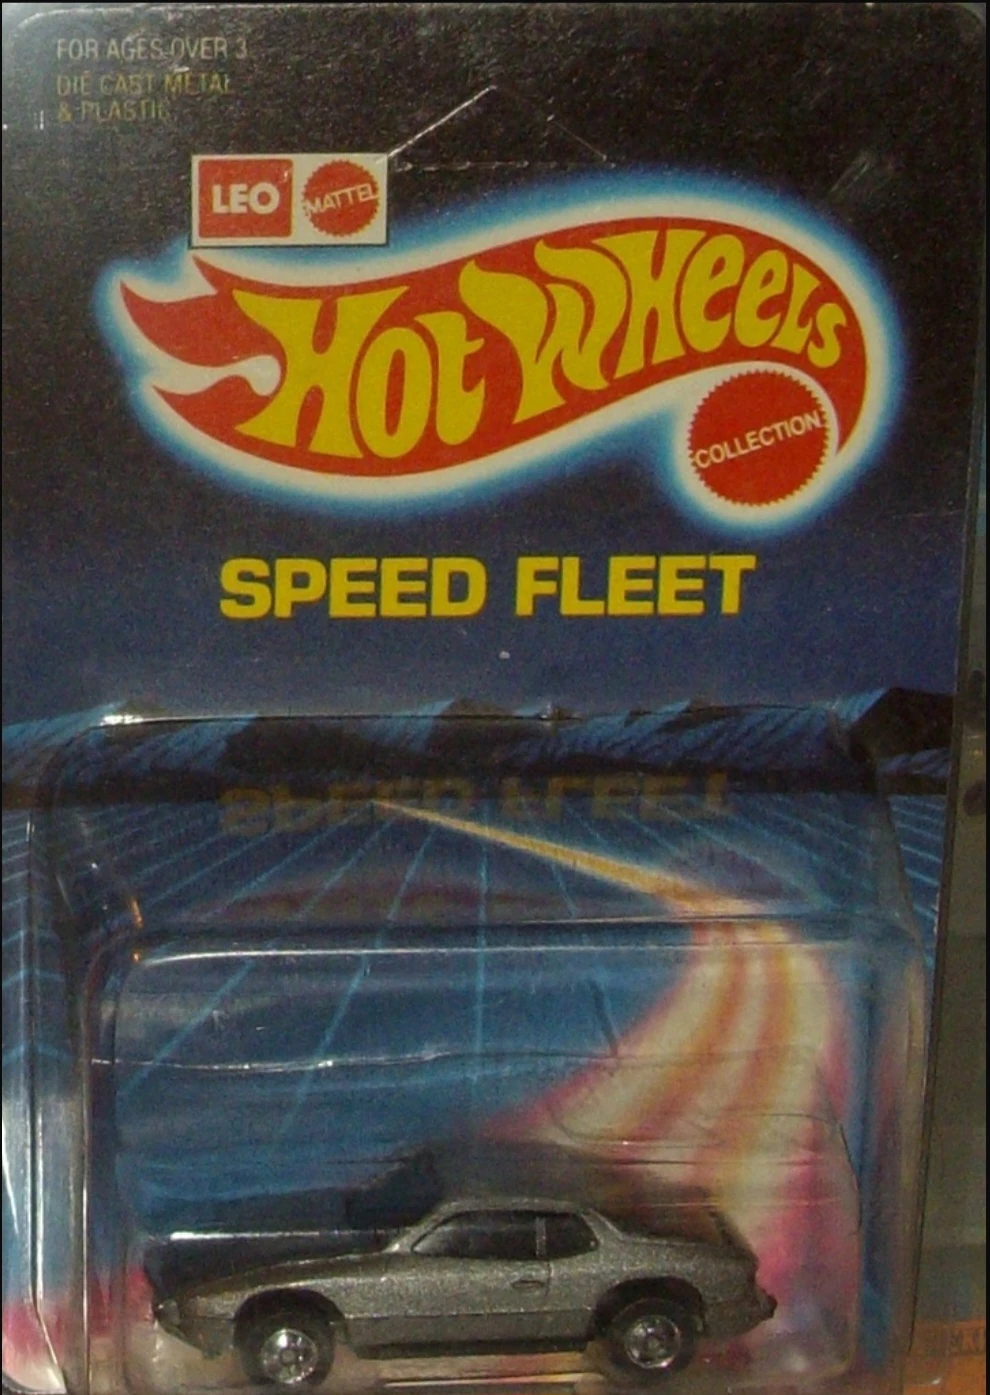 FOR AGES OVER 3
DIE CAST METAL
& PLASTIC
LEO
MATTEL
HOT WHEELS
COLLECTION
SPEED FLEET